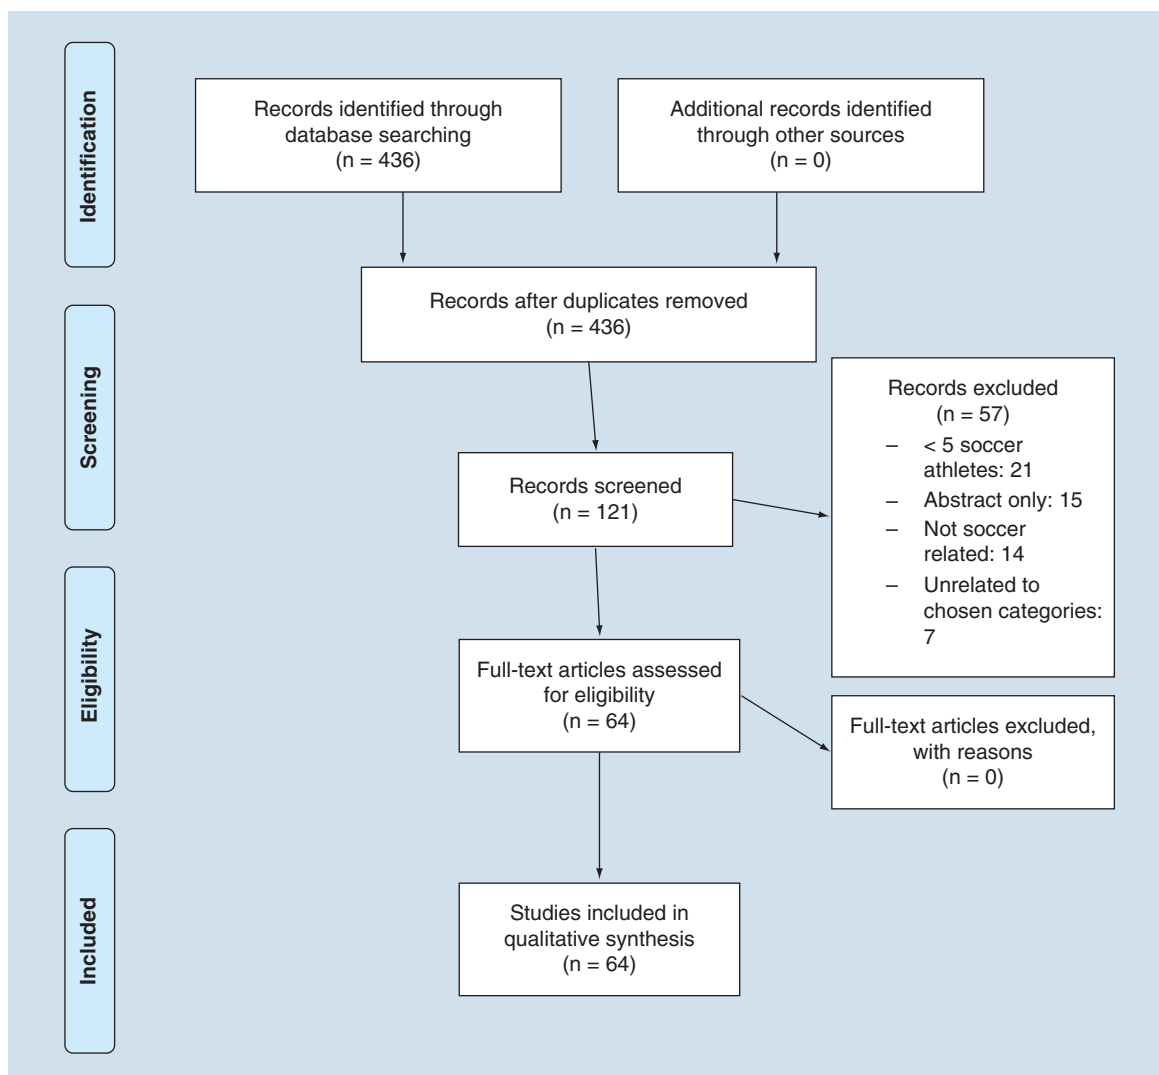 Identification
Records identified through
database searching
(n = 436)
Additional records identified
through other sources
(n = 0)
Records after duplicates removed
(n = 436)
Screening
Records screened
(n = 121)
Records excluded
(n = 57)
– < 5 soccer
athletes: 21
– Abstract only: 15
– Not soccer
related: 14
– Unrelated to
chosen categories:
7
Eligibility
Full-text articles assessed
for eligibility
(n = 64)
Full-text articles excluded,
with reasons
(n = 0)
Included
Studies included in
qualitative synthesis
(n = 64)